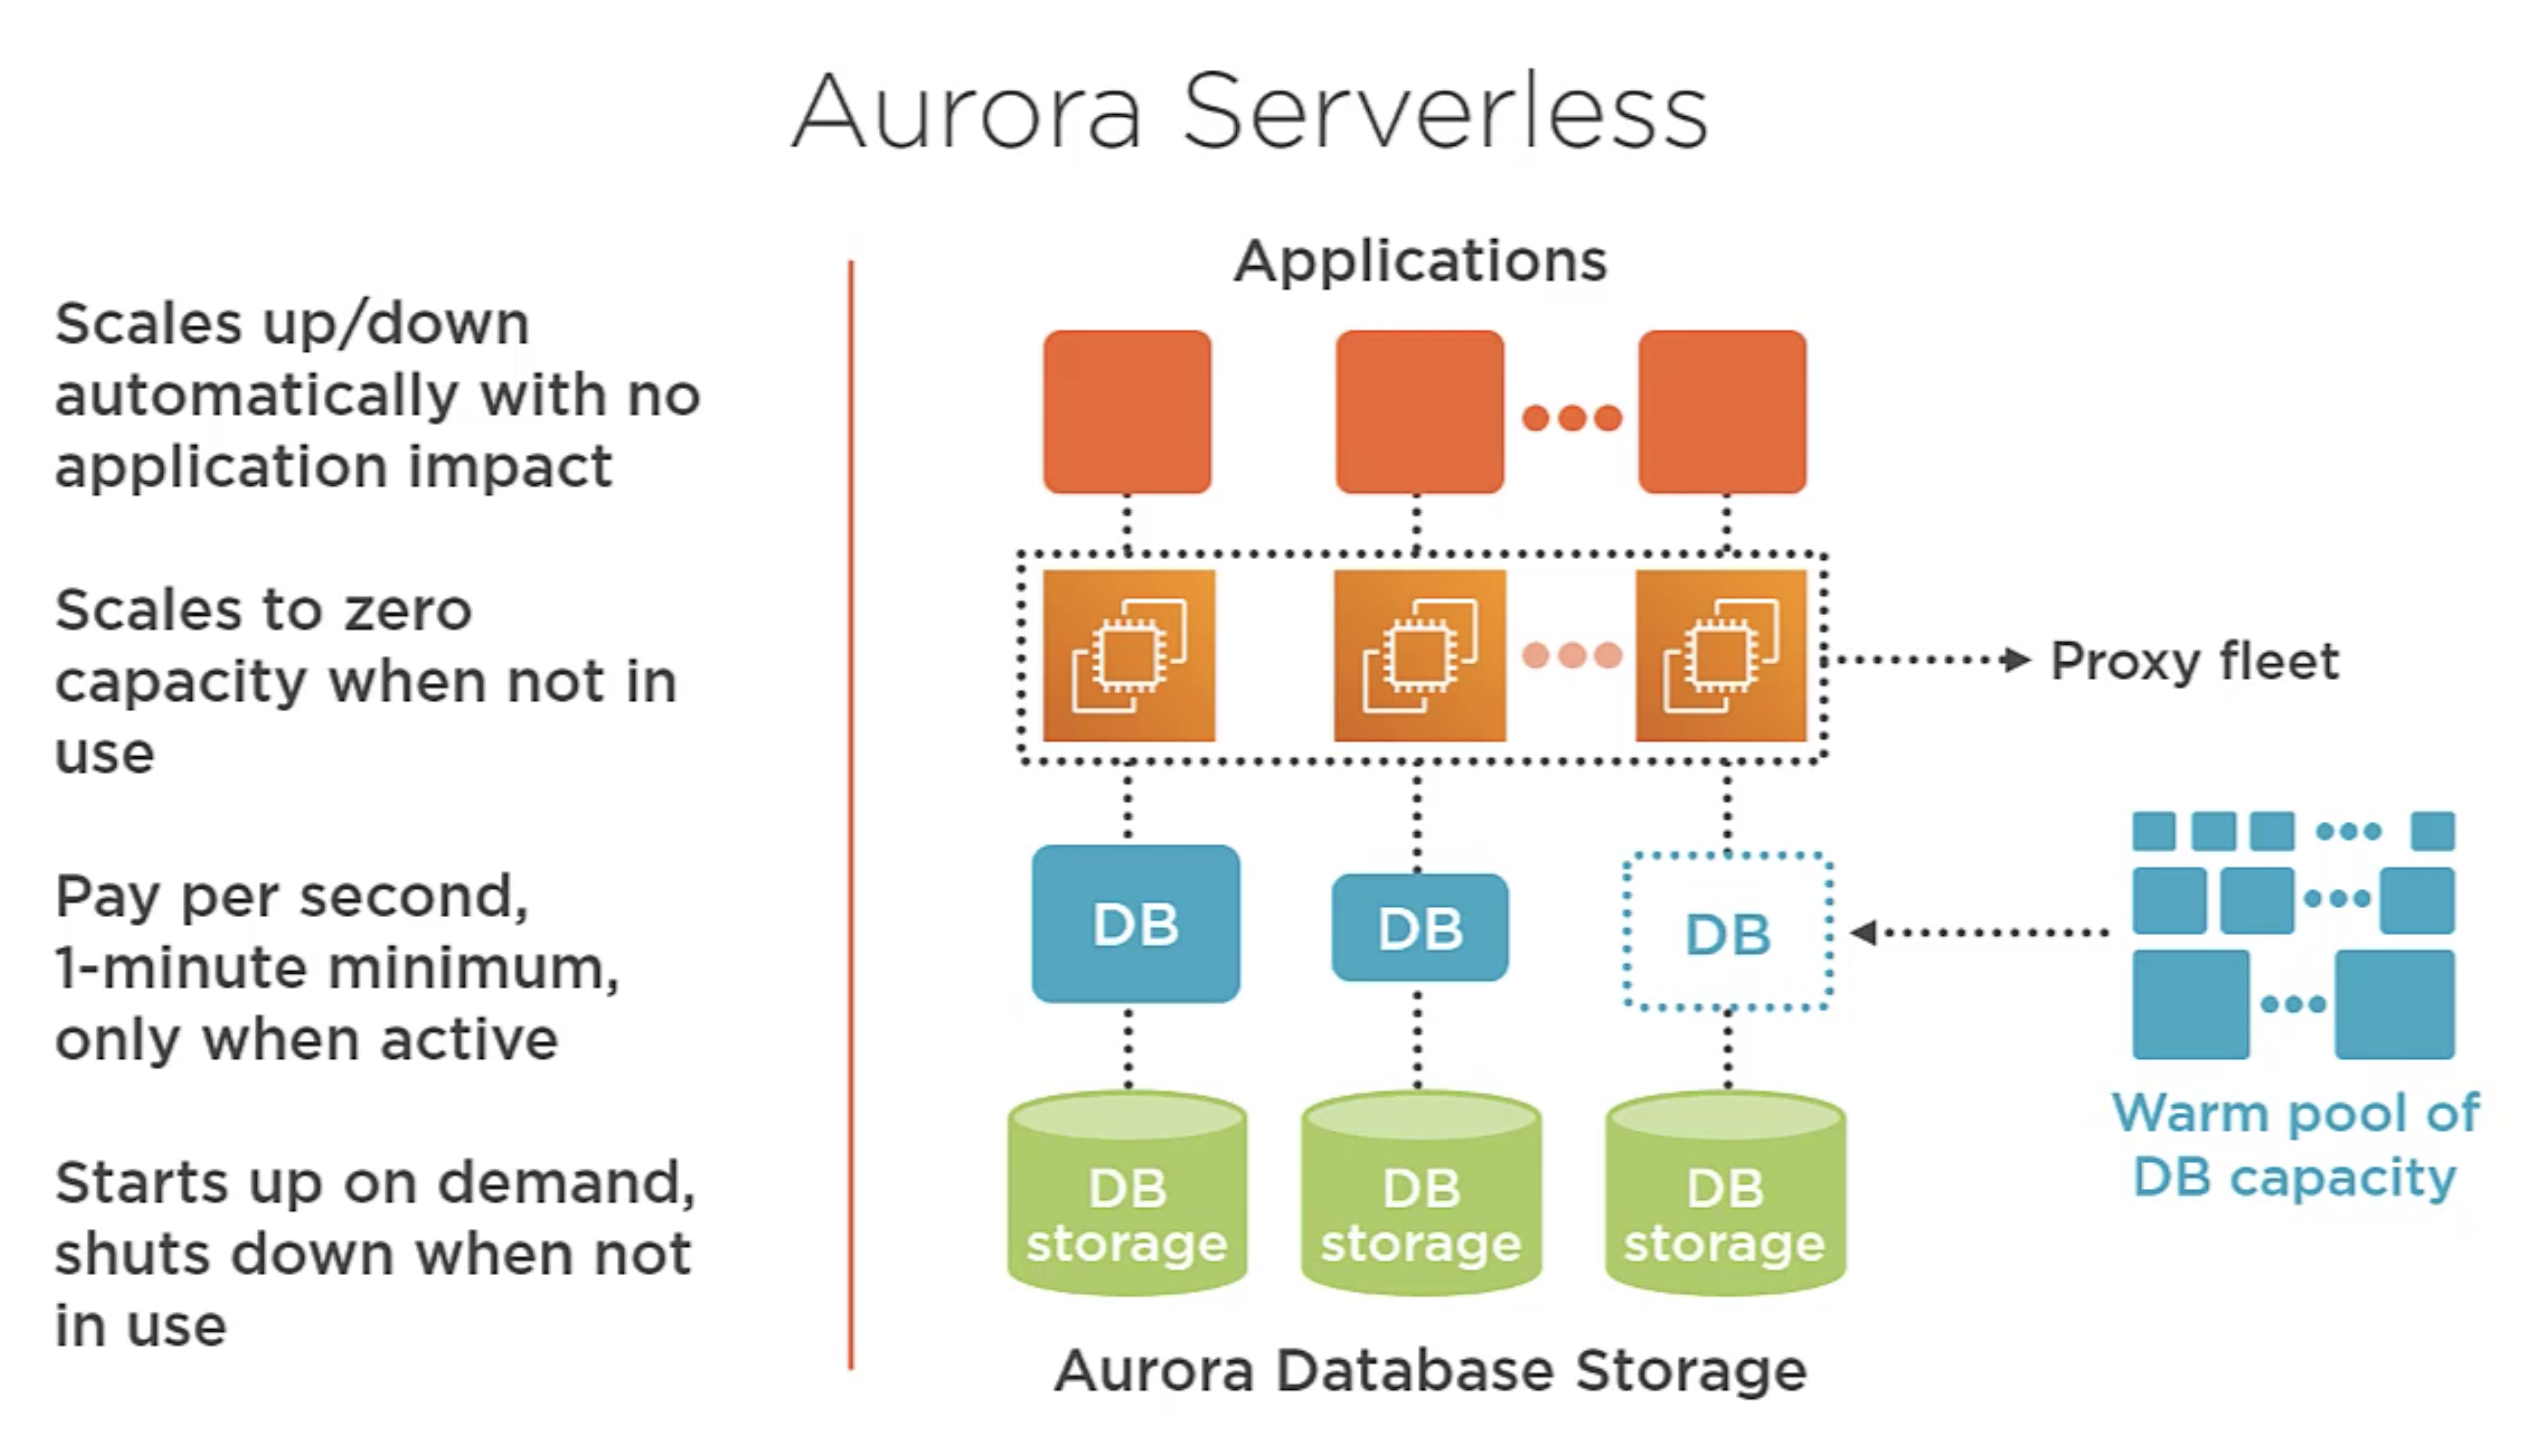 Aurora Serverless
Scales up/down
automatically with no
application impact
Scales to zero
capacity when not in
use
Pay per second,
1-minute minimum,
only when active
Starts up on demand,
shuts down when not
in use
Applications
Proxy fleet
DB
DB
DB
Warm pool of
DB capacity
DB
storage
DB
storage
DB
storage
Aurora Database Storage